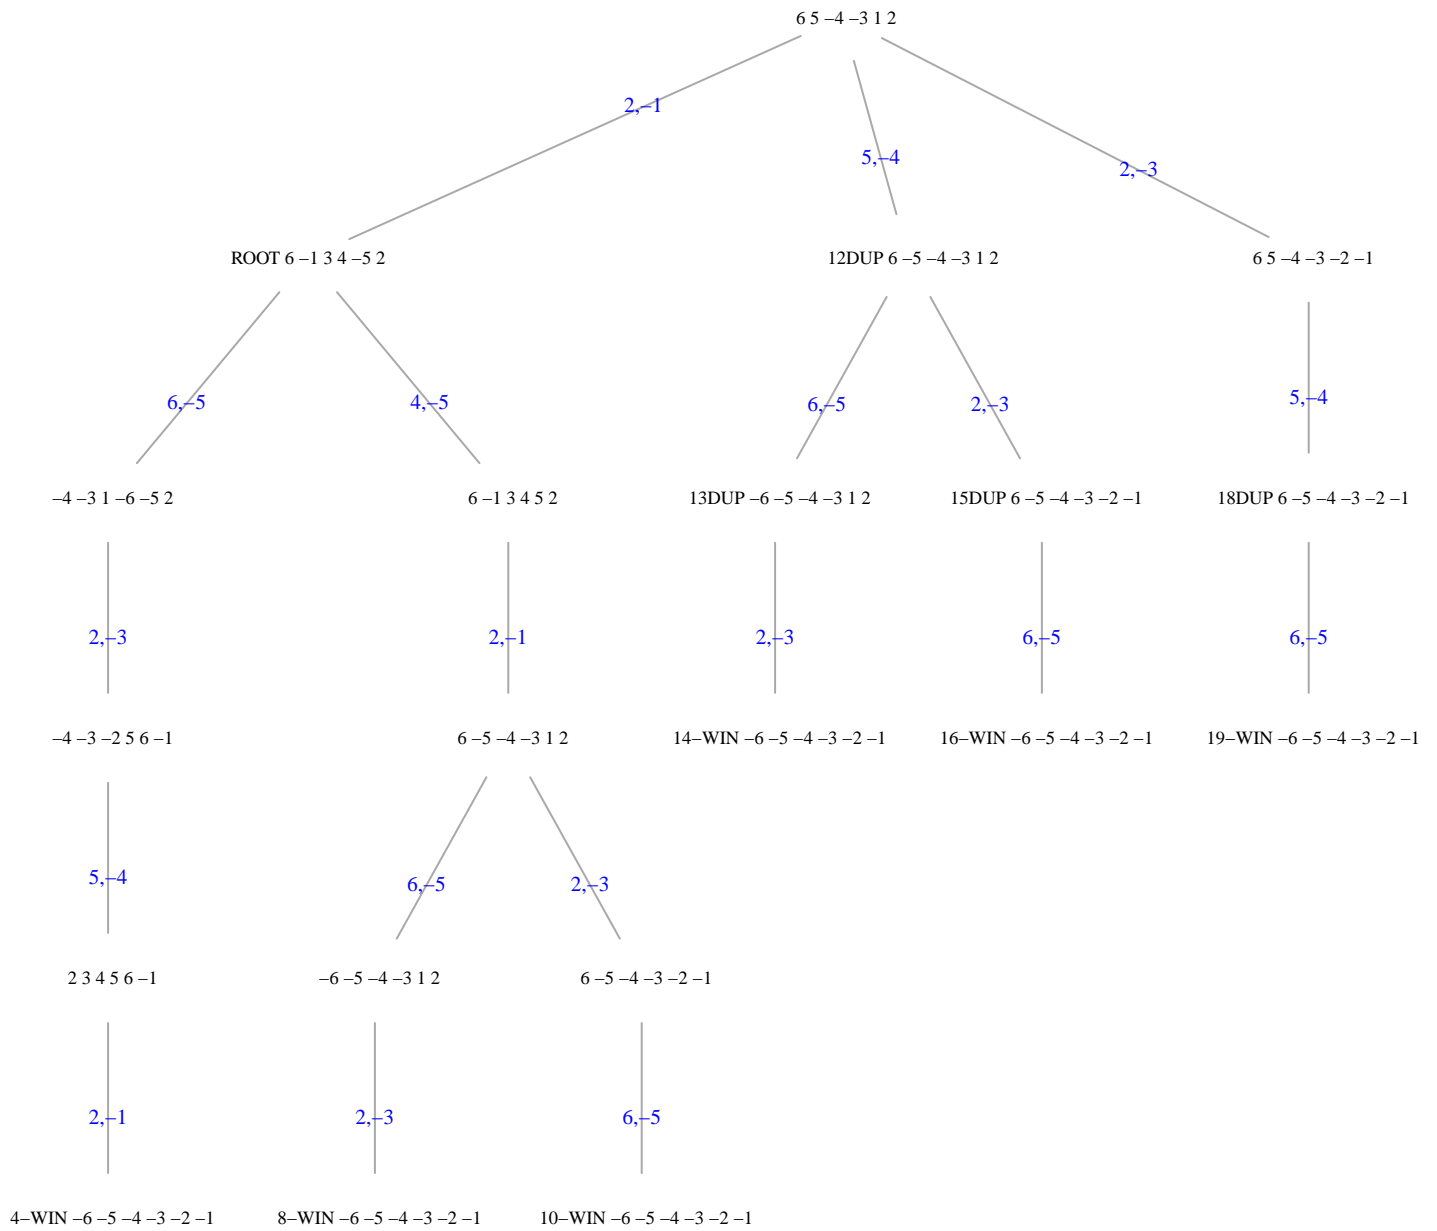 6 5 –4 –3 1 2
2,–1
5,–4
2,–3
ROOT 6 –1 3 4 –5 2
12DUP 6 –5 –4 –3 1 2
6 5 –4 –3 –2 –1
6,–5
4,–5
6,–5
2,–3
5,–4
–4 –3 1 –6 –5 2
6 –1 3 4 5 2
13DUP –6 –5 –4 –3 1 2
15DUP 6 –5 –4 –3 –2 –1
18DUP 6 –5 –4 –3 –2 –1
2,–3
2,–1
2,–3
6,–5
6,–5
–4 –3 –2 5 6 –1
6 –5 –4 –3 1 2
14–WIN –6 –5 –4 –3 –2 –1
16–WIN –6 –5 –4 –3 –2 –1
19–WIN –6 –5 –4 –3 –2 –1
5,–4
6,–5
2,–3
2 3 4 5 6 –1
–6 –5 –4 –3 1 2
6 –5 –4 –3 –2 –1
2,–1
2,–3
6,–5
4–WIN –6 –5 –4 –3 –2 –1
8–WIN –6 –5 –4 –3 –2 –1
10–WIN –6 –5 –4 –3 –2 –1